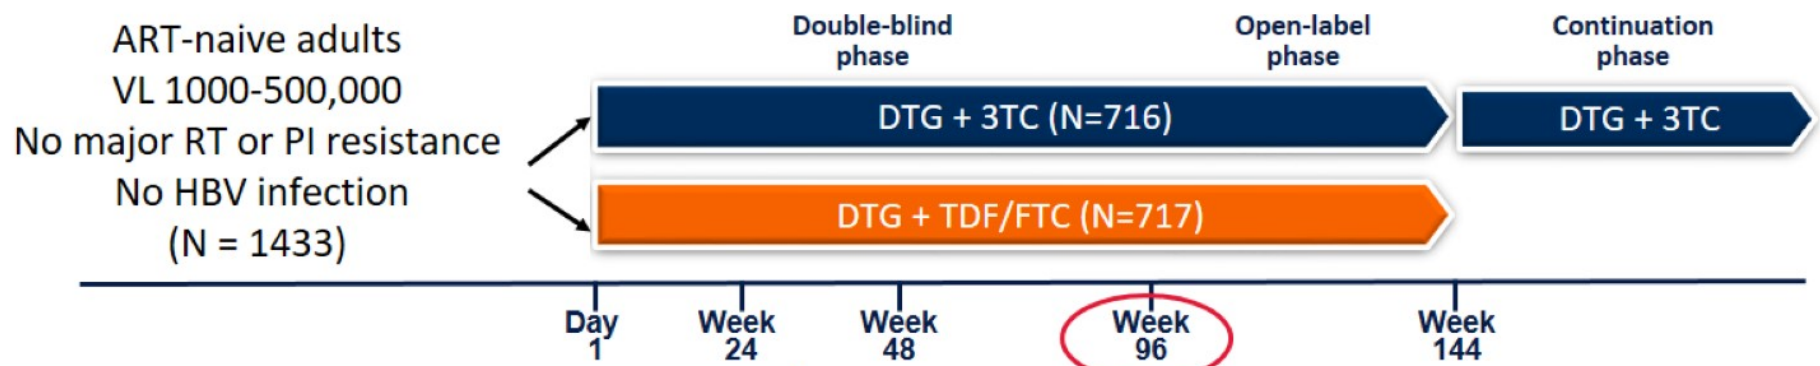 ART-naive adults
VL 1000-500,000
No major RT or PI resistance
No HBV infection
(N = 1433)
Double-blind
phase
Open-label
phase
Continuation
phase
DTG + 3TC (N=716)
DTG + 3TC
DTG + TDF/FTC (N=717)
Day
1
Week
24
Week
48
Week
96
Week
144